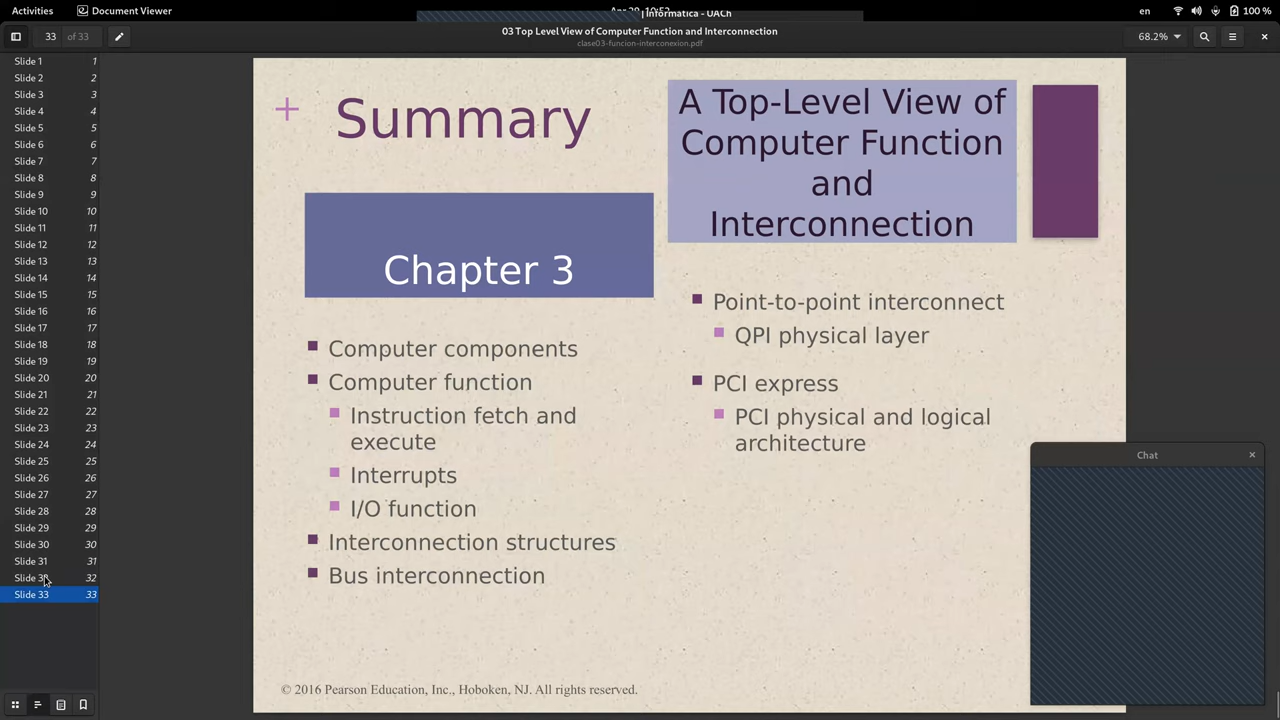 Activities
Document Viewer
| Informatica - UACh
en
100 %
33 of 33
03 Top Level View of Computer Function and Interconnection
clase03-funcion-interconexion.pdf
68.2%
Slide 1 1
Slide 2 2
Slide 3 3
Slide 4 4
Slide 5 5
Slide 6 6
Slide 7 7
Slide 8 8
Slide 9 9
Slide 10 10
Slide 11 11
Slide 12 12
Slide 13 13
Slide 14 14
Slide 15 15
Slide 16 16
Slide 17 17
Slide 18 18
Slide 19 19
Slide 20 20
Slide 21 21
Slide 22 22
Slide 23 23
Slide 24 24
Slide 25 25
Slide 26 26
Slide 27 27
Slide 28 28
Slide 29 29
Slide 30 30
Slide 31 31
Slide 32
Slide 33 33
+ Summary
Chapter 3
Computer components
Computer function
Instruction fetch and
execute
Interrupts
I/O function
Interconnection structures
Bus interconnection
A Top-Level View of
Computer Function
and
Interconnection
Point-to-point interconnect
QPI physical layer
PCI express
PCI physical and logical
architecture
© 2016 Pearson Education, Inc., Hoboken, NJ. All rights reserved.
Chat